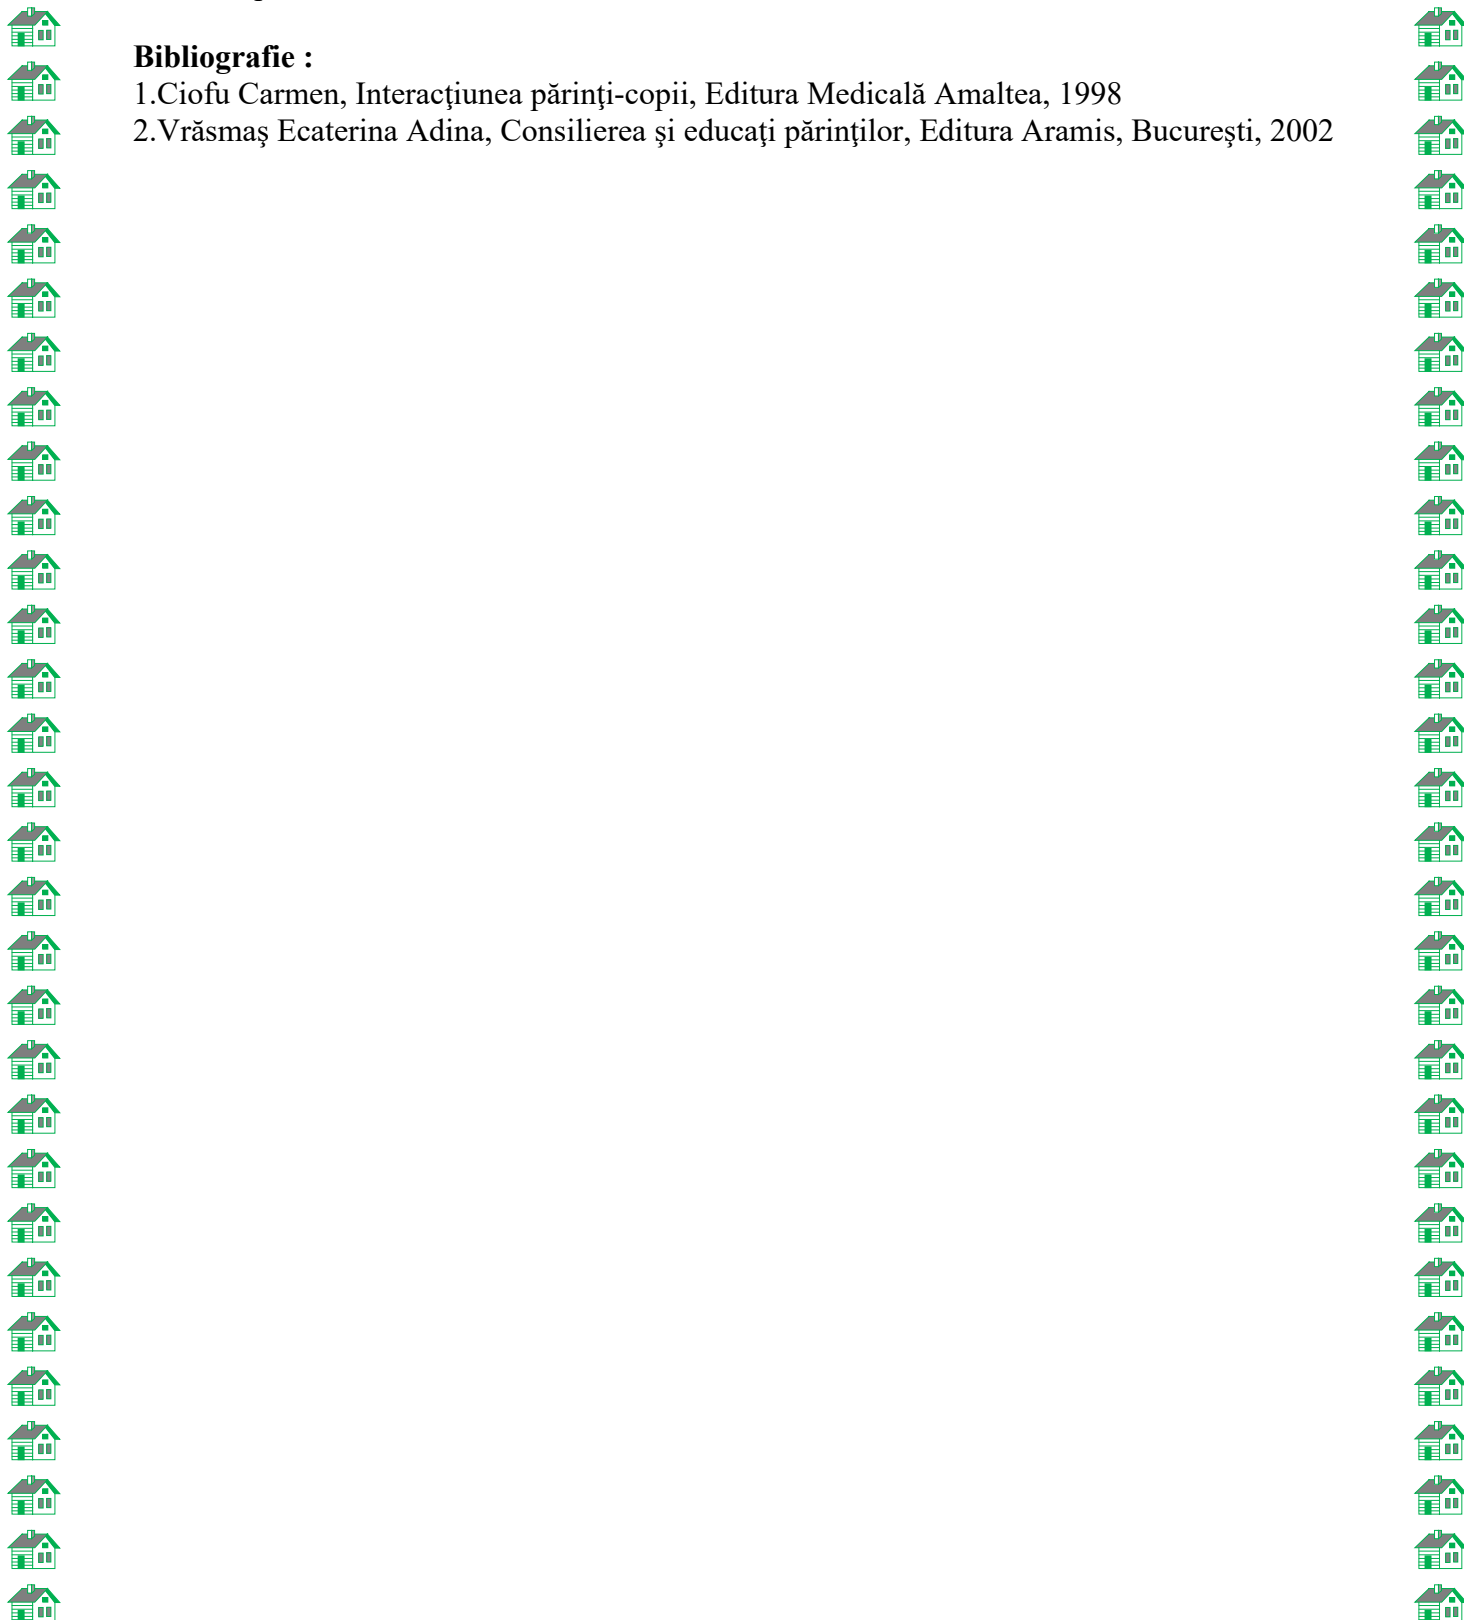 Bibliografie :
1.Ciofu Carmen, Interacţiunea părinţi-copii, Editura Medicală Amaltea, 1998
2.Vrăsmaş Ecaterina Adina, Consilierea şi educaţi părinţilor, Editura Aramis, Bucureşti, 2002